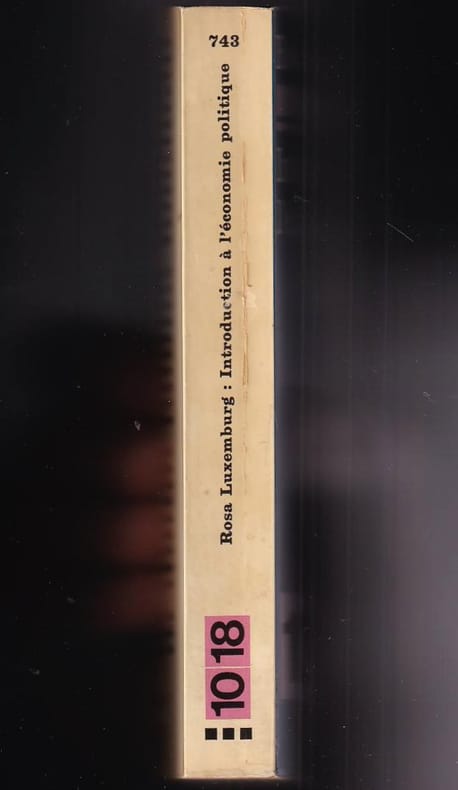 743
Rosa Luxemburg : Introduction à l'économie politique
10 18